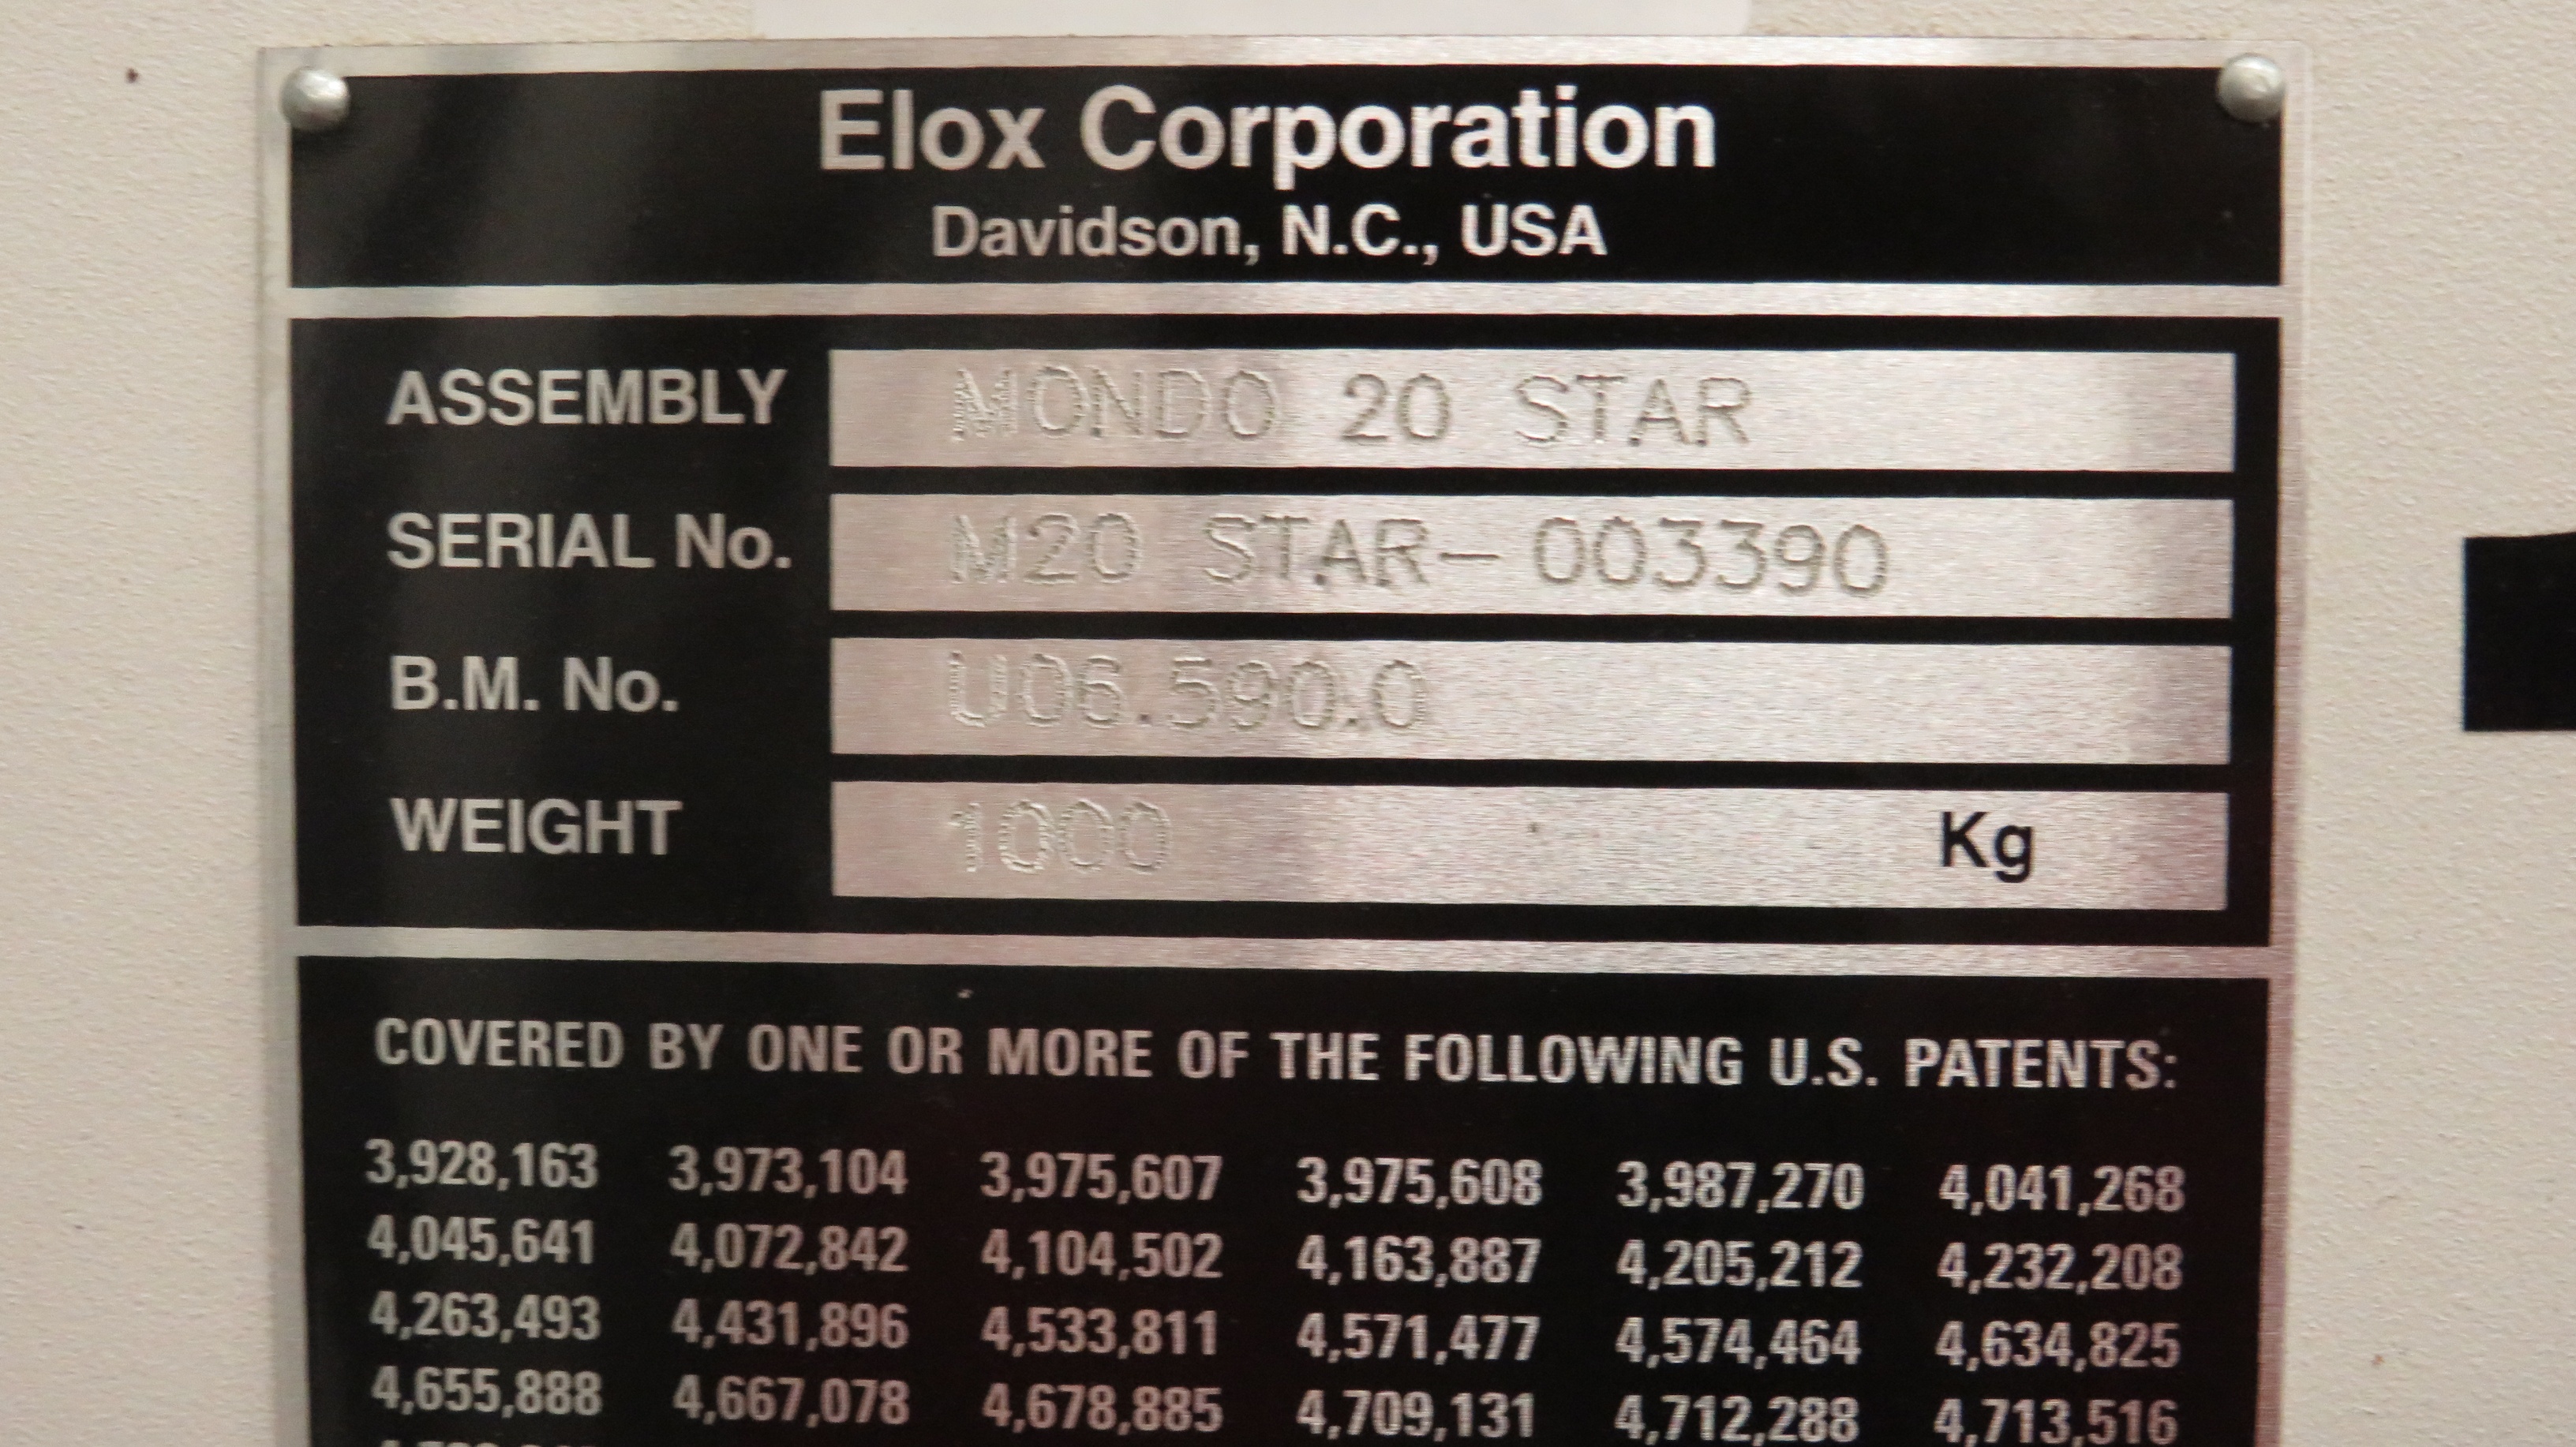 Elox Corporation
Davidson, N.C., USA
ASSEMBLY MONDO 20 STAR
SERIAL No. M20 STAR-003390
B.M. No. U06.590.0
WEIGHT 1000 Kg
COVERED BY ONE OR MORE OF THE FOLLOWING U.S. PATENTS:
3,928,163 3,973,104 3,975,607 3,975,608 3,987,270 4,041,268
4,045,641 4,072,842 4,104,502 4,163,887 4,205,212 4,232,208
4,263,493 4,431,896 4,533,811 4,571,477 4,574,464 4,634,825
4,655,888 4,667,078 4,678,885 4,709,131 4,712,288 4,713,516